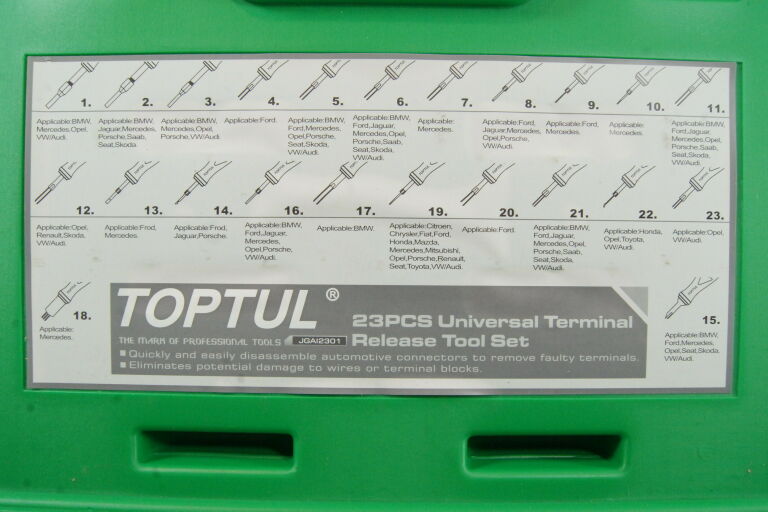 1. 2. 3. 4. 5. 6. 7. 8. 9. 10. 11.
Applicable:BMW,
Mercedes,Opel,
VW/Audi.
Applicable:BMW,
Jaguar,Mercedes,
Porsche,Saab,
Seat,Skoda.
Applicable:BMW,
Mercedes,Opel,
Porsche,VW/Audi.
Applicable:Ford.
Applicable:BMW,
Ford,Mercedes,
Opel,Porsche,
Seat,Skoda,
VW/Audi.
Applicable:BMW,
Ford,Jaguar,
Mercedes,Opel,
Porsche,Saab,
Seat,Skoda,
VW/Audi.
Applicable:
Mercedes.
Applicable:Ford,
Jaguar,Mercedes,
Opel,Porsche,
VW/Audi.
Applicable:Ford,
Mercedes.
Applicable:
Mercedes.
Applicable:BMW,
Ford,Jaguar,
Mercedes,Opel,
Porsche,Saab,
Seat,Skoda,
VW/Audi.
12. 13. 14. 16. 17. 19. 20. 21. 22. 23.
Applicable:Opel,
Renault,Skoda,
VW/Audi.
Applicable:Frod,
Mercedes.
Applicable:Frod,
Jaguar,Porsche.
Applicable:BMW,
Ford,Jaguar,
Mercedes,
Opel,Porsche,
VW/Audi.
Applicable:BMW.
Applicable:Citroen,
Chrysler,Fiat,Ford,
Honda,Mazda,
Mercedes,Mitsubishi,
Opel,Porsche,Renault,
Seat,Toyota,VW/Audi.
Applicable:Ford.
Applicable:BMW,
Ford,Jaguar,
Mercedes,Opel,
Porsche,Saab,
Seat,Skoda,
VW/Audi.
Applicable:Honda,
Opel,Toyota,
VW/Audi.
Applicable:Opel,
VW/Audi.
18.
Applicable:
Mercedes.
TOPTUL®
THE MARK OF PROFESSIONAL TOOLS
JGAI2301
23PCS Universal Terminal
Release Tool Set
■ Quickly and easily disassemble automotive connectors to remove faulty terminals.
■ Eliminates potential damage to wires or terminal blocks.
15.
Applicable:BMW,
Ford,Mercedes,
Opel,Seat,Skoda,
VW/Audi.